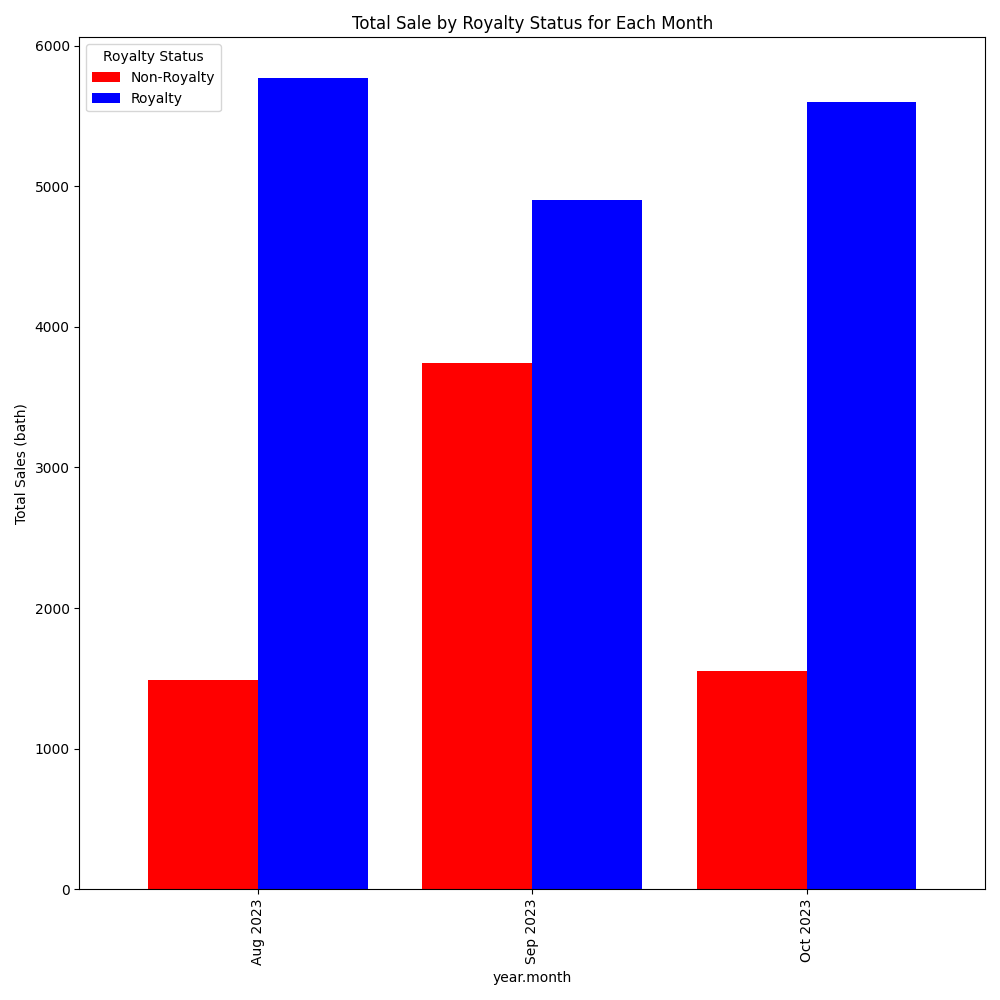 Total Sale by Royalty Status for Each Month
Royalty Status
Non-Royalty
Royalty
6000
5000
4000
3000
2000
1000
0
Total Sales (bath)
Aug 2023
Sep 2023
Oct 2023
year.month